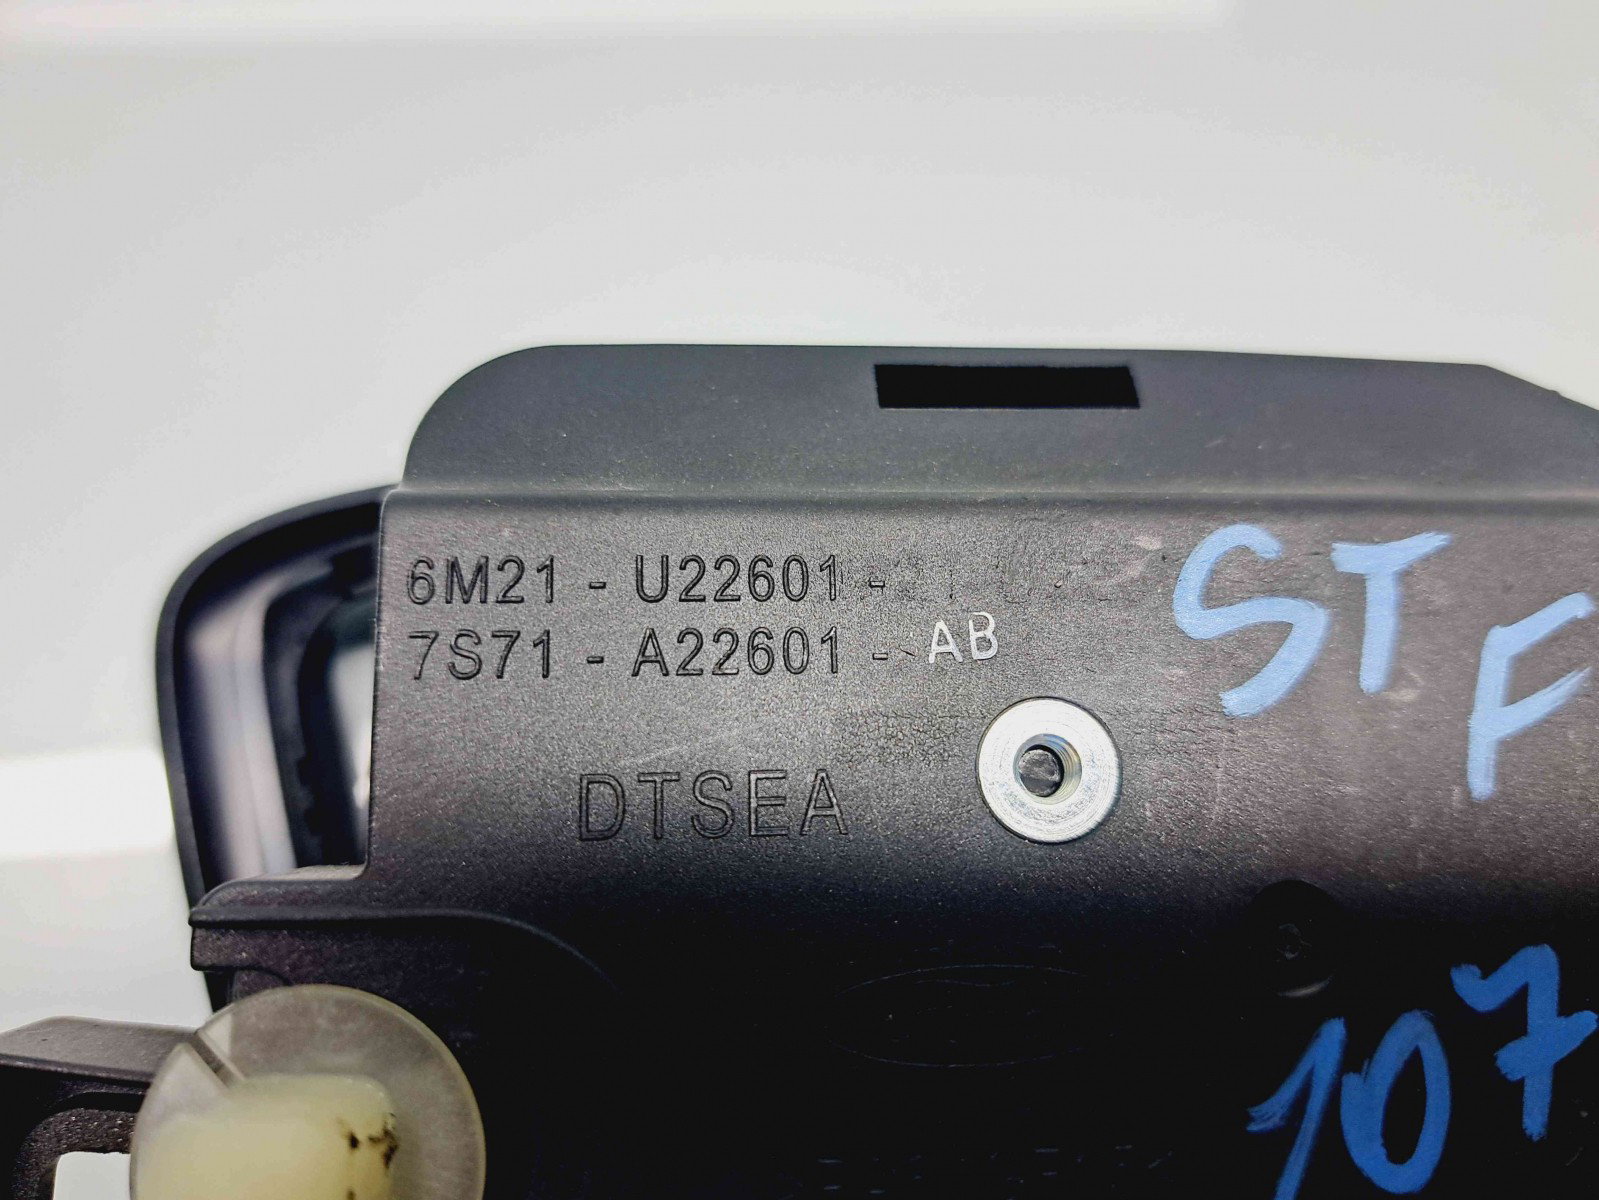 6M21 - U22601 -
7S71 - A22601 - AB
DTSEA
ST
F
107